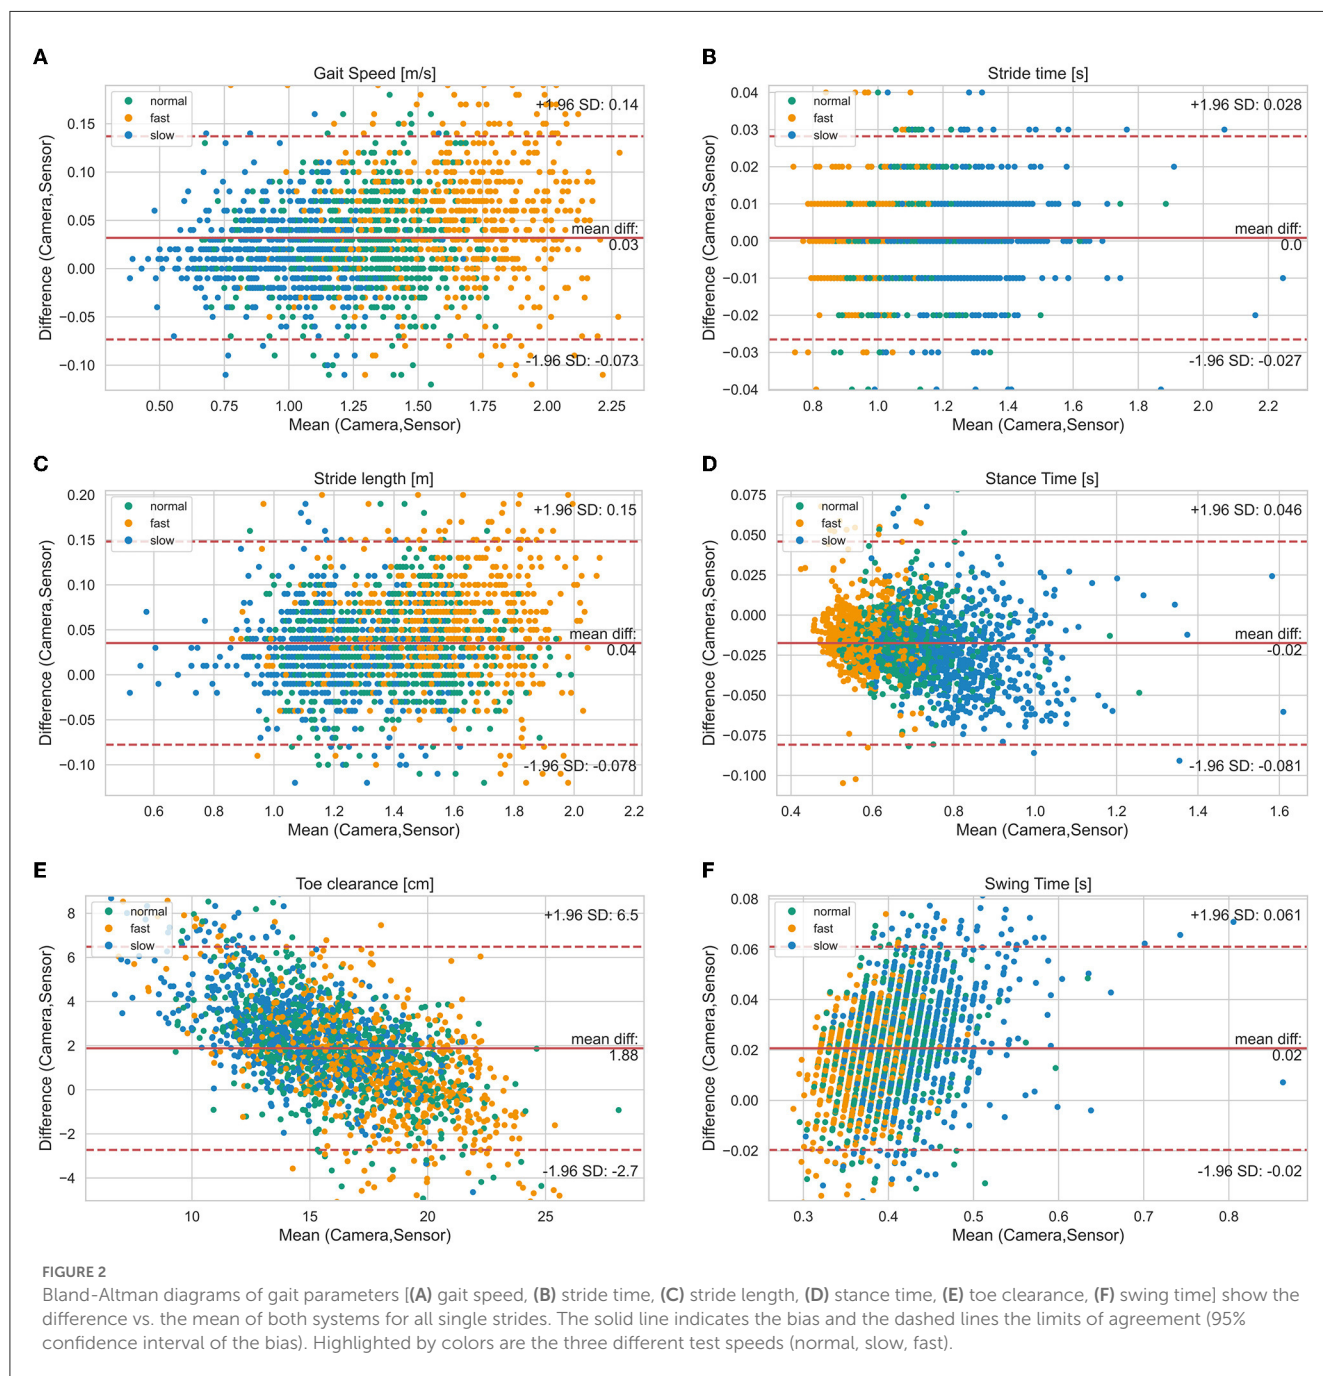 A
Gait Speed [m/s]
normal
fast
slow
+1.96 SD: 0.14
mean diff:
0.03
-1.96 SD: -0.073
0.15
0.10
0.05
0.00
−0.05
−0.10
Difference (Camera,Sensor)
0.50 0.75 1.00 1.25 1.50 1.75 2.00 2.25
Mean (Camera,Sensor)
B
Stride time [s]
normal
fast
slow
+1.96 SD: 0.028
mean diff:
0.0
-1.96 SD: -0.027
0.04
0.03
0.02
0.01
0.00
−0.01
−0.02
−0.03
−0.04
Difference (Camera,Sensor)
0.8 1.0 1.2 1.4 1.6 1.8 2.0 2.2
Mean (Camera,Sensor)
C
Stride length [m]
normal
fast
slow
+1.96 SD: 0.15
mean diff:
0.04
-1.96 SD: -0.078
0.20
0.15
0.10
0.05
0.00
−0.05
−0.10
Difference (Camera,Sensor)
0.6 0.8 1.0 1.2 1.4 1.6 1.8 2.0 2.2
Mean (Camera,Sensor)
D
Stance Time [s]
normal
fast
slow
+1.96 SD: 0.046
mean diff:
-0.02
-1.96 SD: -0.081
0.075
0.050
0.025
0.000
−0.025
−0.050
−0.075
−0.100
Difference (Camera,Sensor)
0.4 0.6 0.8 1.0 1.2 1.4 1.6
Mean (Camera,Sensor)
E
Toe clearance [cm]
normal
fast
slow
+1.96 SD: 6.5
mean diff:
1.88
-1.96 SD: -2.7
8
6
4
2
0
−2
−4
Difference (Camera,Sensor)
10 15 20 25
Mean (Camera,Sensor)
F
Swing Time [s]
normal
fast
slow
+1.96 SD: 0.061
mean diff:
0.02
-1.96 SD: -0.02
0.08
0.06
0.04
0.02
0.00
−0.02
Difference (Camera,Sensor)
0.3 0.4 0.5 0.6 0.7 0.8
Mean (Camera,Sensor)
FIGURE 2
Bland-Altman diagrams of gait parameters [(A) gait speed, (B) stride time, (C) stride length, (D) stance time, (E) toe clearance, (F) swing time] show the
difference vs. the mean of both systems for all single strides. The solid line indicates the bias and the dashed lines the limits of agreement (95%
confidence interval of the bias). Highlighted by colors are the three different test speeds (normal, slow, fast).